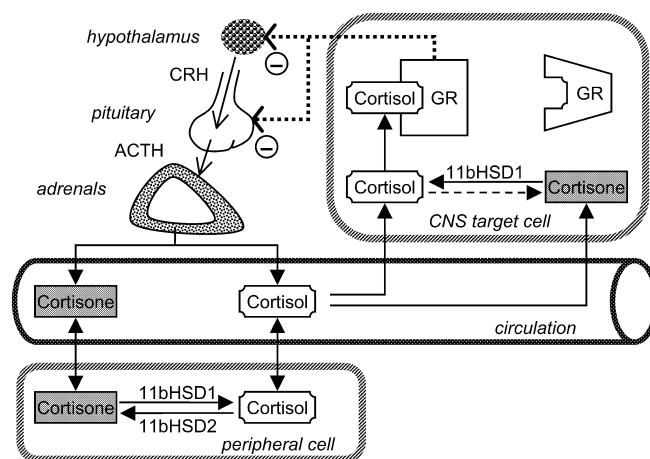 hypothalamus
CRH
pituitary
ACTH
adrenals
Cortisol
GR
GR
Cortisol
11bHSD1
Cortisone
CNS target cell
Cortisone
Cortisol
circulation
Cortisone
11bHSD1
11bHSD2
Cortisol
peripheral cell